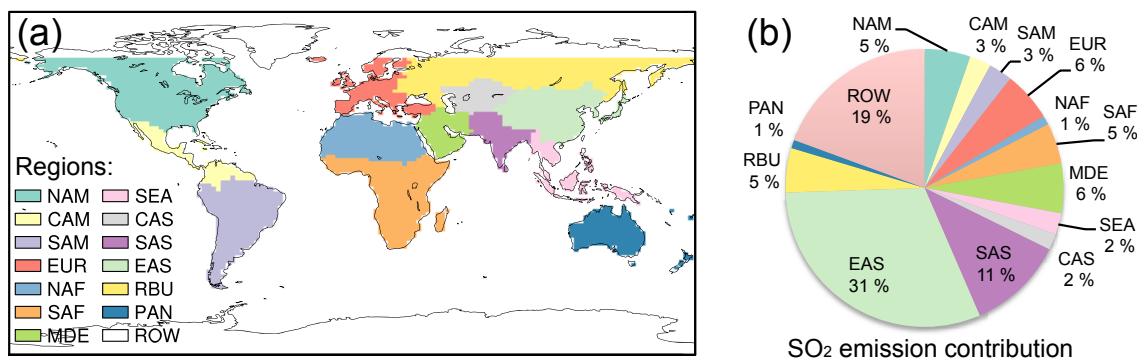 (a)
Regions:
NAM
CAM
SAM
EUR
NAF
SAF
MDE
SEA
CAS
SAS
EAS
RBU
PAN
ROW
(b)
NAM
5 %
CAM
3 %
SAM
3 %
EUR
6 %
NAF
1 %
SAF
5 %
MDE
6 %
SEA
2 %
CAS
2 %
SAS
11 %
EAS
31 %
RBU
5 %
PAN
1 %
ROW
19 %
SO₂ emission contribution